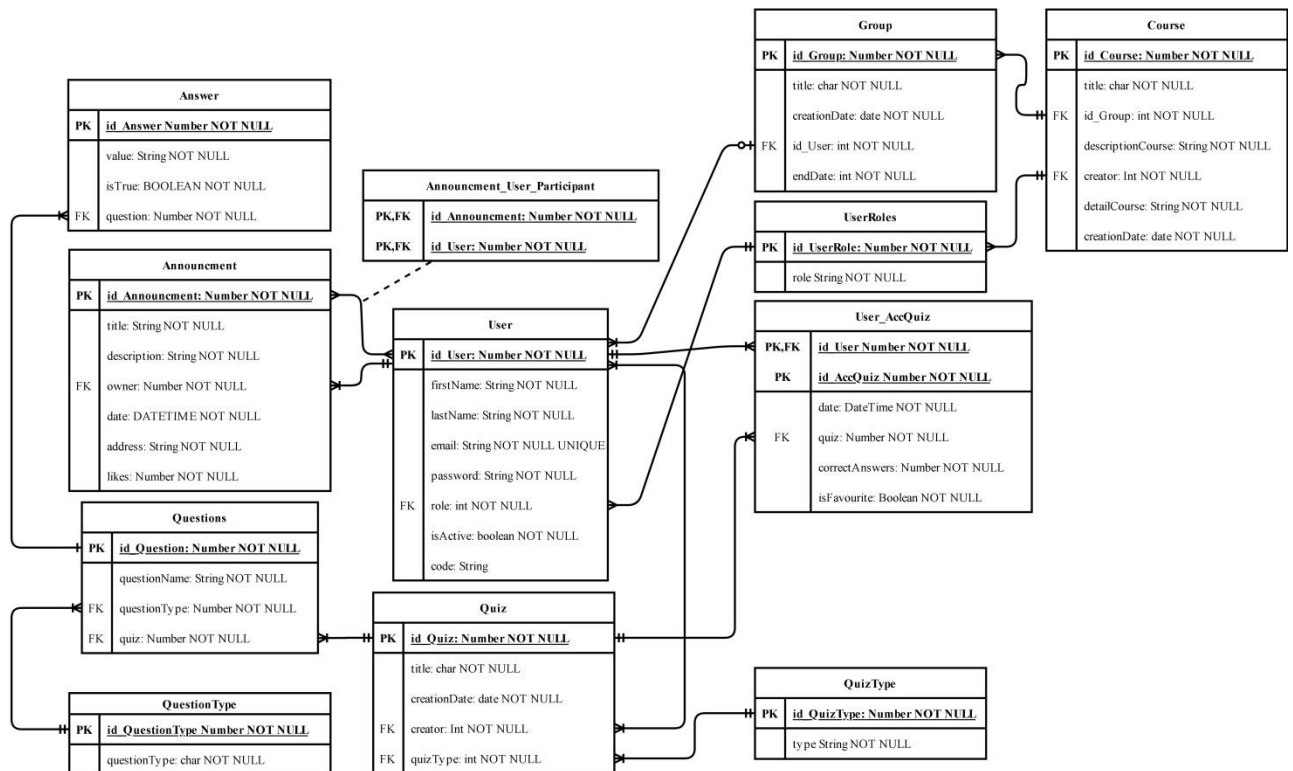 Group
PK id_Group: Number NOT NULL
title: char NOT NULL
creationDate: date NOT NULL
FK id_User: int NOT NULL
endDate: int NOT NULL
Course
PK id_Course: Number NOT NULL
title: char NOT NULL
FK id_Group: int NOT NULL
descriptionCourse: String NOT NULL
FK creator: Int NOT NULL
detailCourse: String NOT NULL
creationDate: date NOT NULL
Answer
PK id_Answer Number NOT NULL
value: String NOT NULL
isTrue: BOOLEAN NOT NULL
FK question: Number NOT NULL
Announcment_User_Participant
PK,FK id_Announcment: Number NOT NULL
PK,FK id_User: Number NOT NULL
UserRoles
PK id_UserRole: Number NOT NULL
role String NOT NULL
Announcment
PK id_Announcment: Number NOT NULL
title: String NOT NULL
description: String NOT NULL
FK owner: Number NOT NULL
date: DATETIME NOT NULL
address: String NOT NULL
likes: Number NOT NULL
User
PK id_User: Number NOT NULL
firstName: String NOT NULL
lastName: String NOT NULL
email: String NOT NULL UNIQUE
password: String NOT NULL
FK role: int NOT NULL
isActive: boolean NOT NULL
code: String
User_AccQuiz
PK,FK id_User Number NOT NULL
PK id_AccQuiz Number NOT NULL
date: DateTime NOT NULL
FK quiz: Number NOT NULL
correctAnswers: Number NOT NULL
isFavourite: Boolean NOT NULL
Questions
PK id_Question: Number NOT NULL
questionName: String NOT NULL
FK questionType: Number NOT NULL
FK quiz: Number NOT NULL
Quiz
PK id_Quiz: Number NOT NULL
title: char NOT NULL
creationDate: date NOT NULL
FK creator: Int NOT NULL
FK quizType: int NOT NULL
QuizType
PK id_QuizType: Number NOT NULL
type String NOT NULL
QuestionType
PK id_QuestionType Number NOT NULL
questionType: char NOT NULL